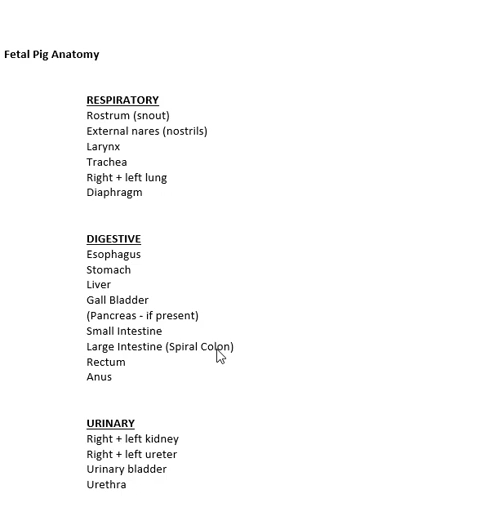 Fetal Pig Anatomy
RESPIRATORY
Rostrum (snout)
External nares (nostrils)
Larynx
Trachea
Right + left lung
Diaphragm
DIGESTIVE
Esophagus
Stomach
Liver
Gall Bladder
(Pancreas - if present)
Small Intestine
Large Intestine (Spiral Colon)
Rectum
Anus
URINARY
Right + left kidney
Right + left ureter
Urinary bladder
Urethra